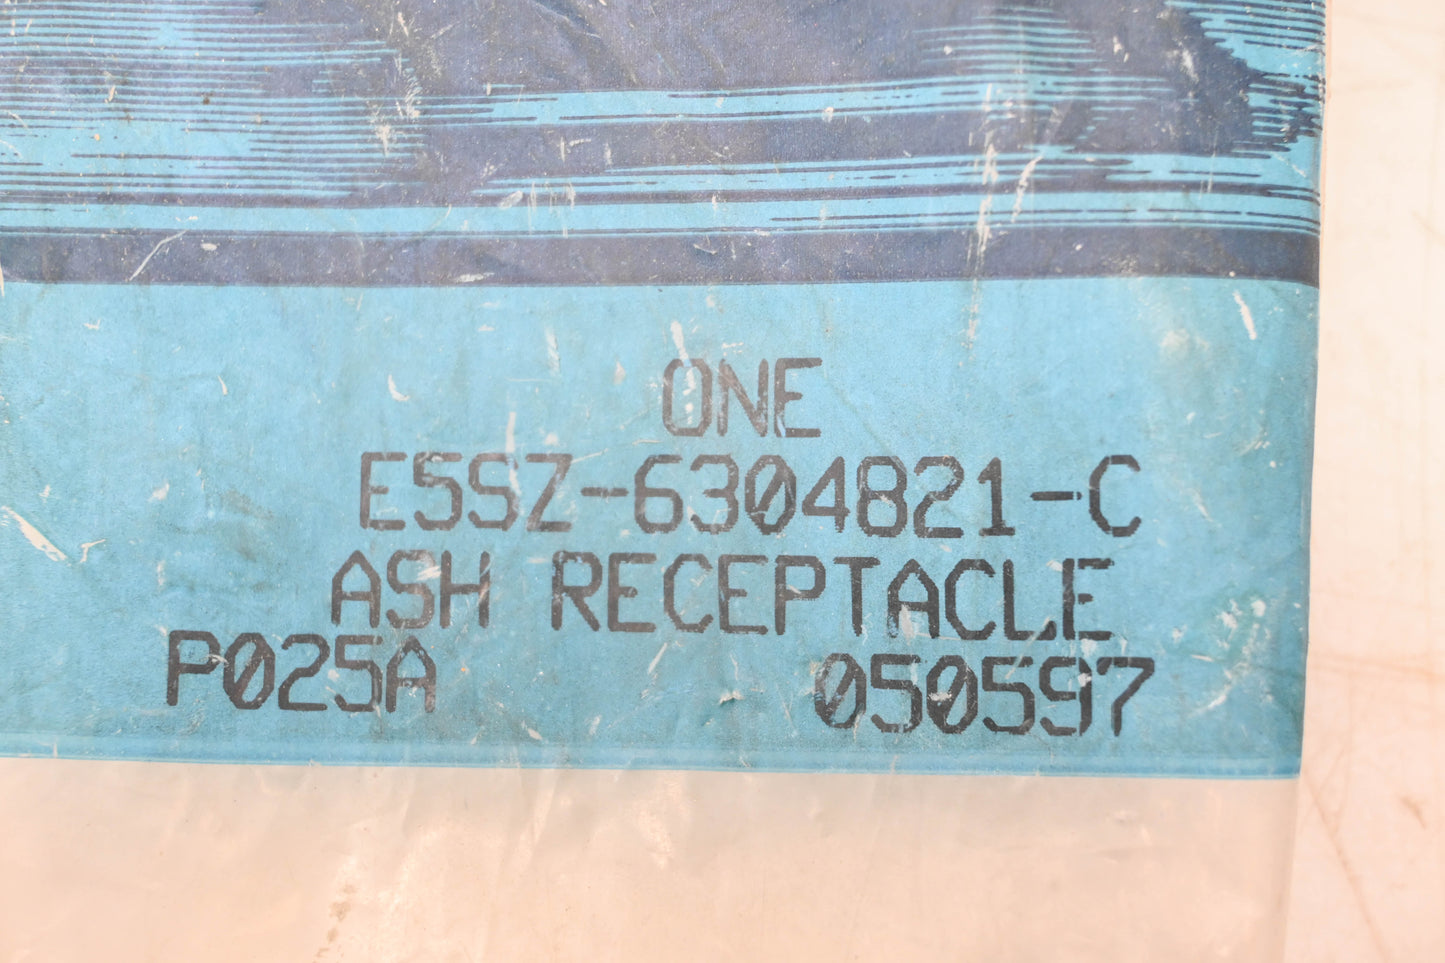 ONE
E5SZ-6304821-C
ASH RECEPTACLE
P025A 050597